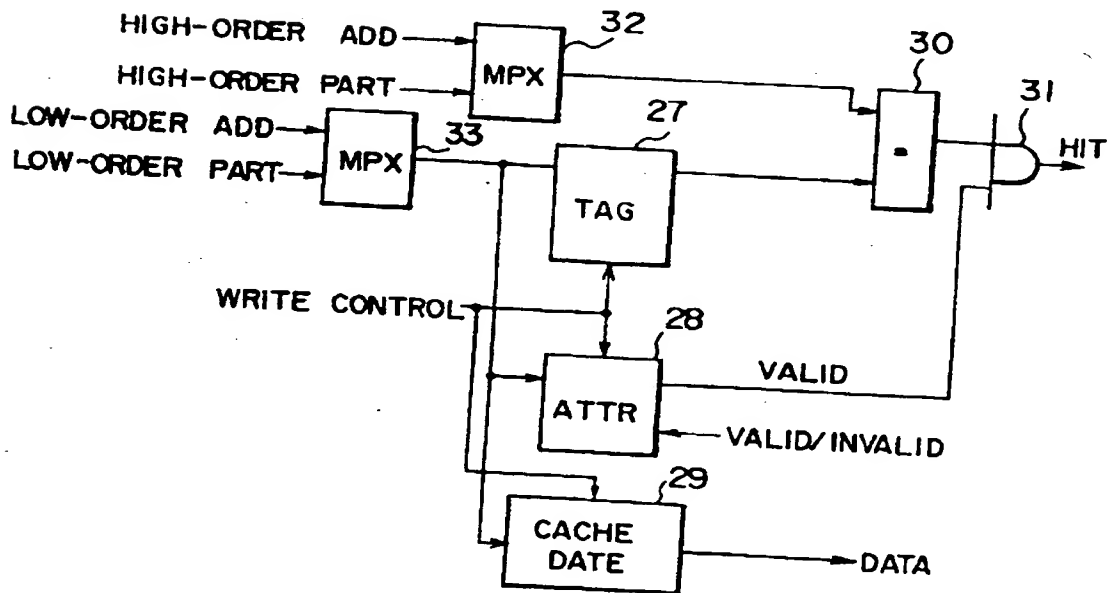 HIGH-ORDER ADD
32
HIGH-ORDER PART
MPX
30
31
LOW-ORDER ADD
33
27
LOW-ORDER PART
MPX
=
HIT
TAG
WRITE CONTROL
28
VALID
ATTR
VALID/INVALID
29
CACHE
DATE
DATA